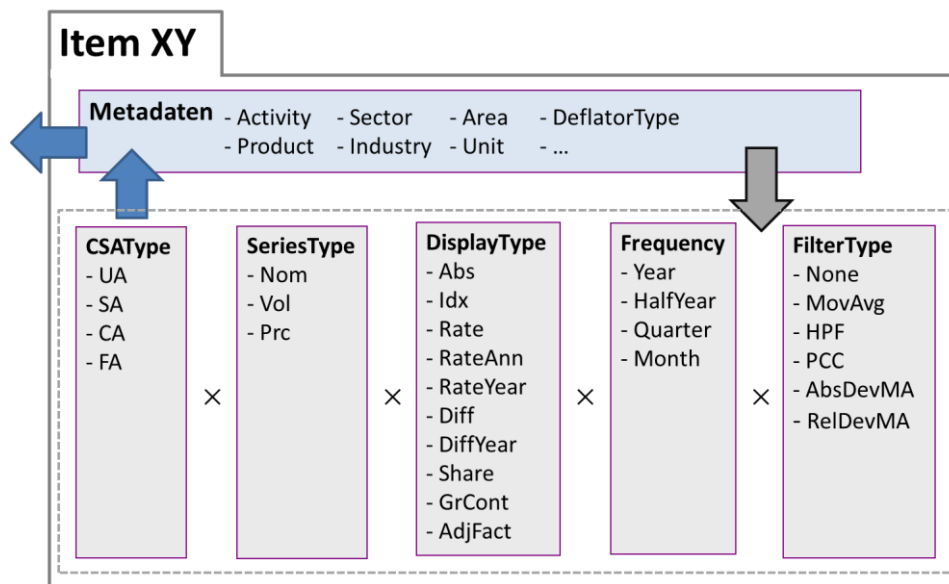 Item XY
Metadaten
- Activity - Sector - Area - DeflatorType
- Product - Industry - Unit - ...
CSAType
- UA
- SA
- CA
- FA
×
SeriesType
- Nom
- Vol
- Prc
×
DisplayType
- Abs
- Idx
- Rate
- RateAnn
- RateYear
- Diff
- DiffYear
- Share
- GrCont
- AdjFact
×
Frequency
- Year
- HalfYear
- Quarter
- Month
×
FilterType
- None
- MovAvg
- HPF
- PCC
- AbsDevMA
- RelDevMA